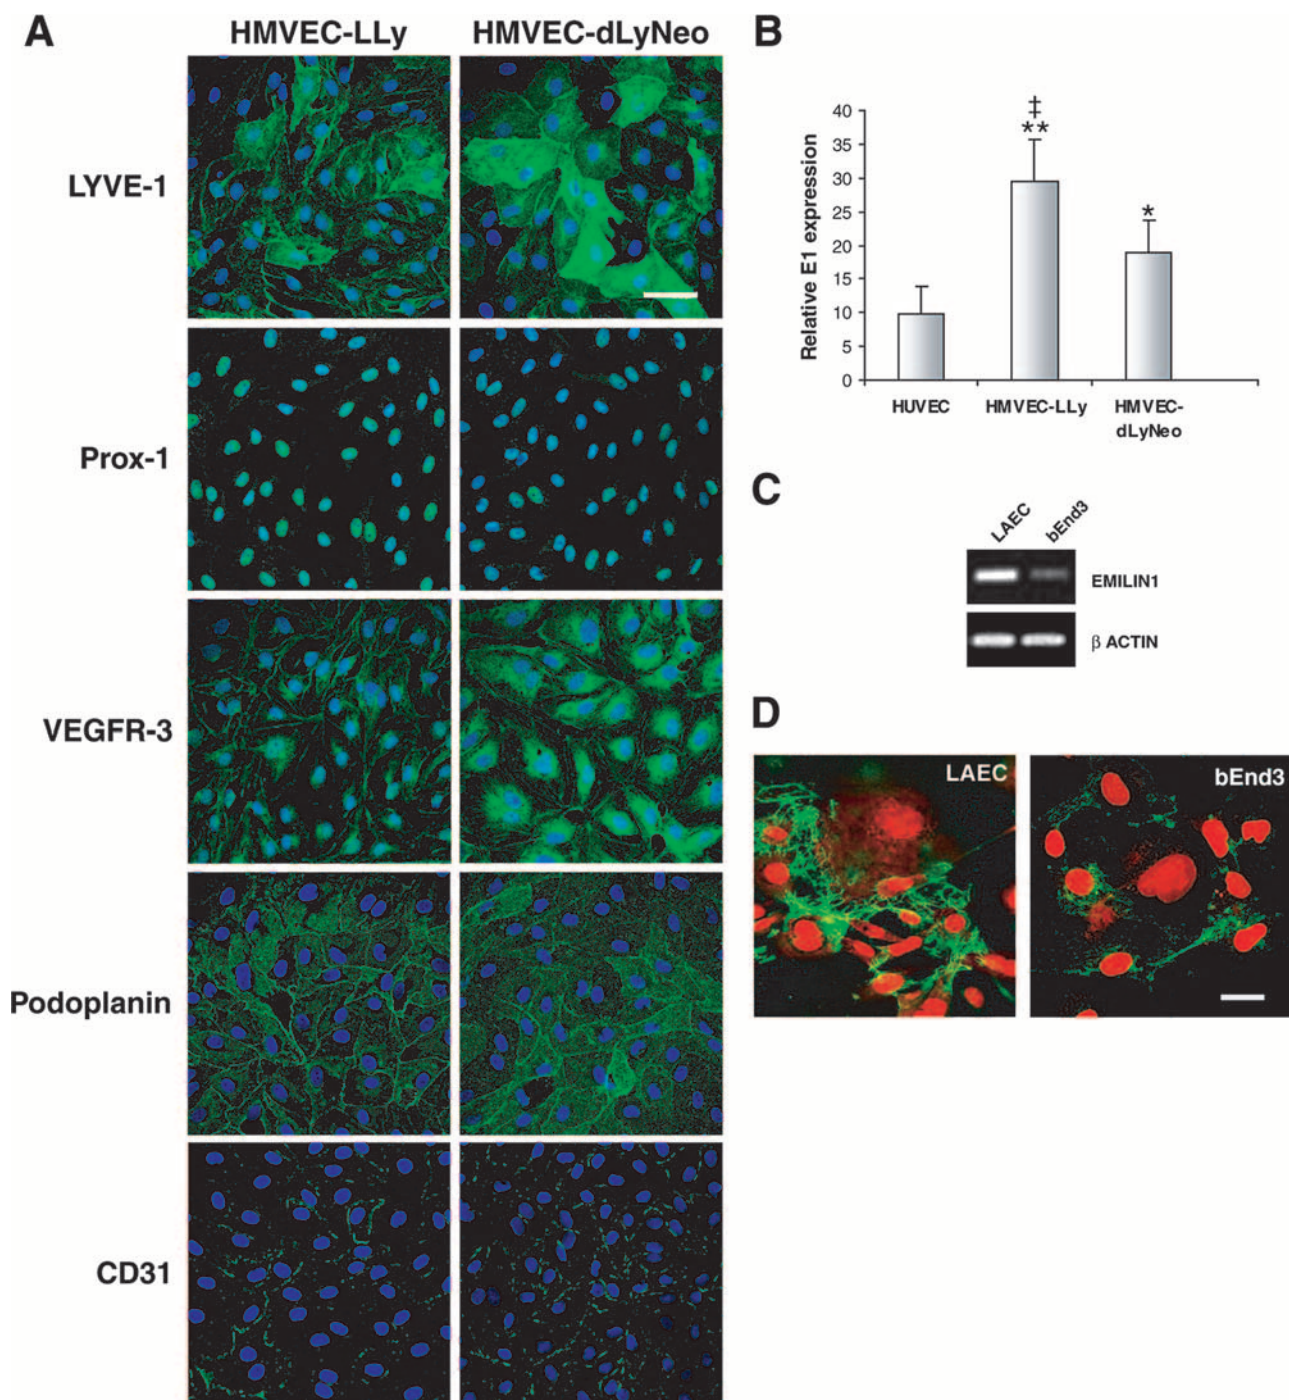 A
HMVEC-LLy
HMVEC-dLyNeo
LYVE-1
Prox-1
VEGFR-3
Podoplanin
CD31
B
Relative E1 expression
40
35
30
25
20
15
10
5
0
‡
**
*
HUVEC
HMVEC-LLy
HMVEC-
dLyNeo
C
LAEC
bEnd3
EMILIN1
β ACTIN
D
LAEC
bEnd3